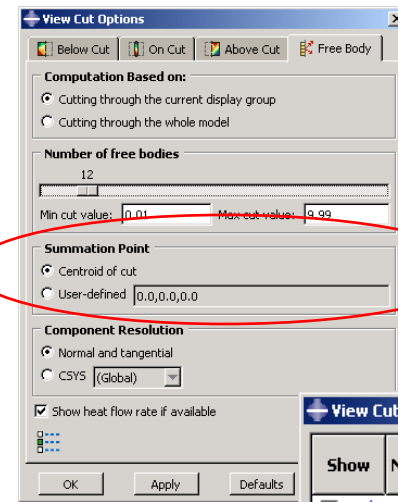 View Cut Options
Below Cut On Cut Above Cut Free Body
Computation Based on:
Cutting through the current display group
Cutting through the whole model
Number of free bodies
12
Min cut value: 0.01 Max cut value: 9.99
Summation Point
Centroid of cut
User-defined 0.0,0.0,0.0
Component Resolution
Normal and tangential
CSYS (Global)
Show heat flow rate if available
View Cut
Show
OK Apply Defaults